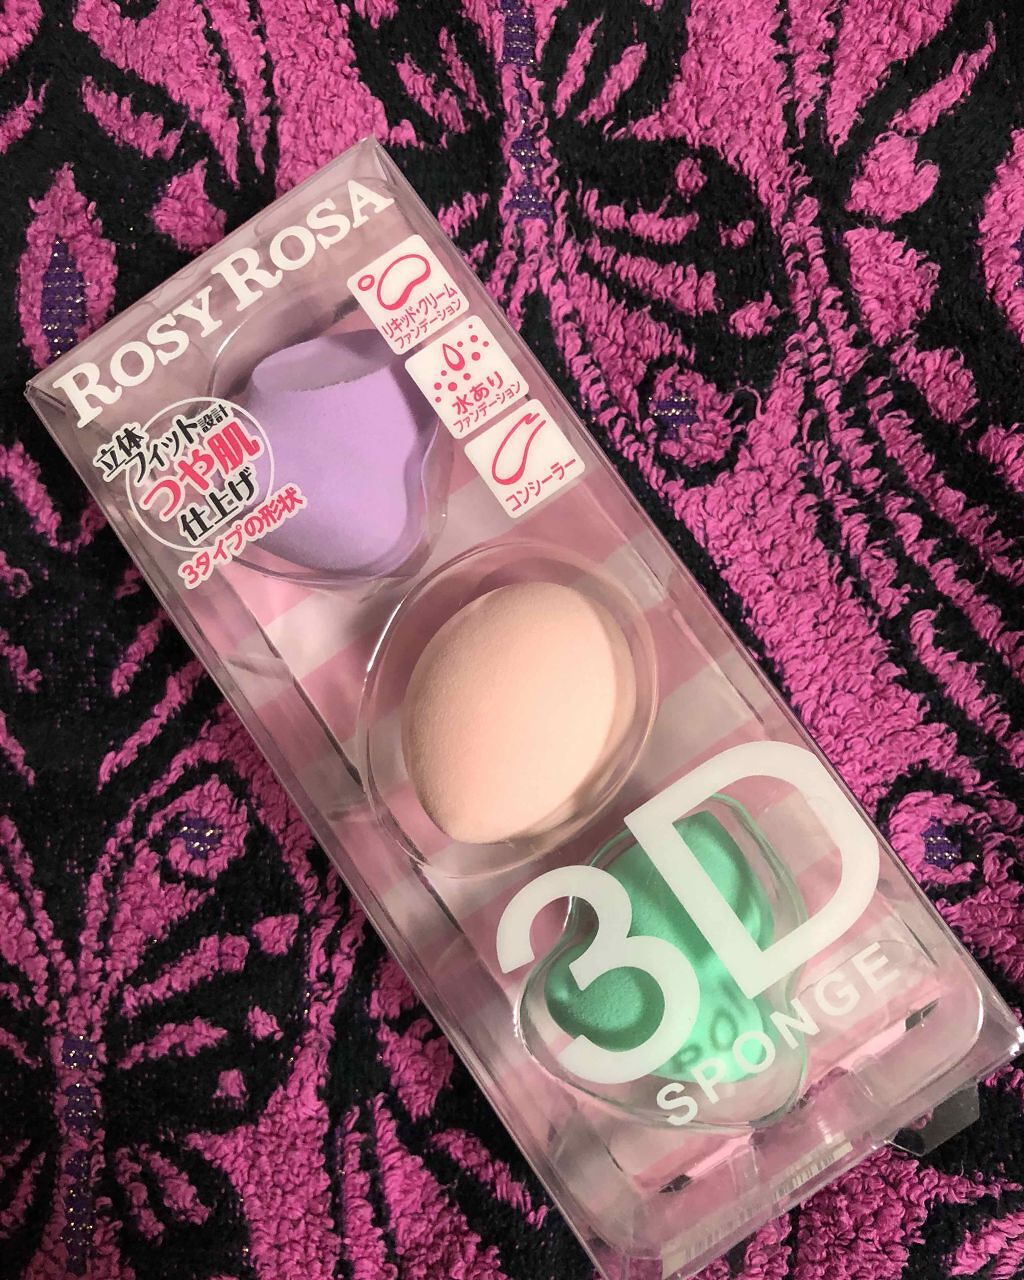 ROSY ROSA
リキッド・クリーム
ファンデーション
水あり
ファンデーション
コンシーラー
立体
フィット設計
つや肌
仕上げ
3タイプの形状
3D
SPONGE